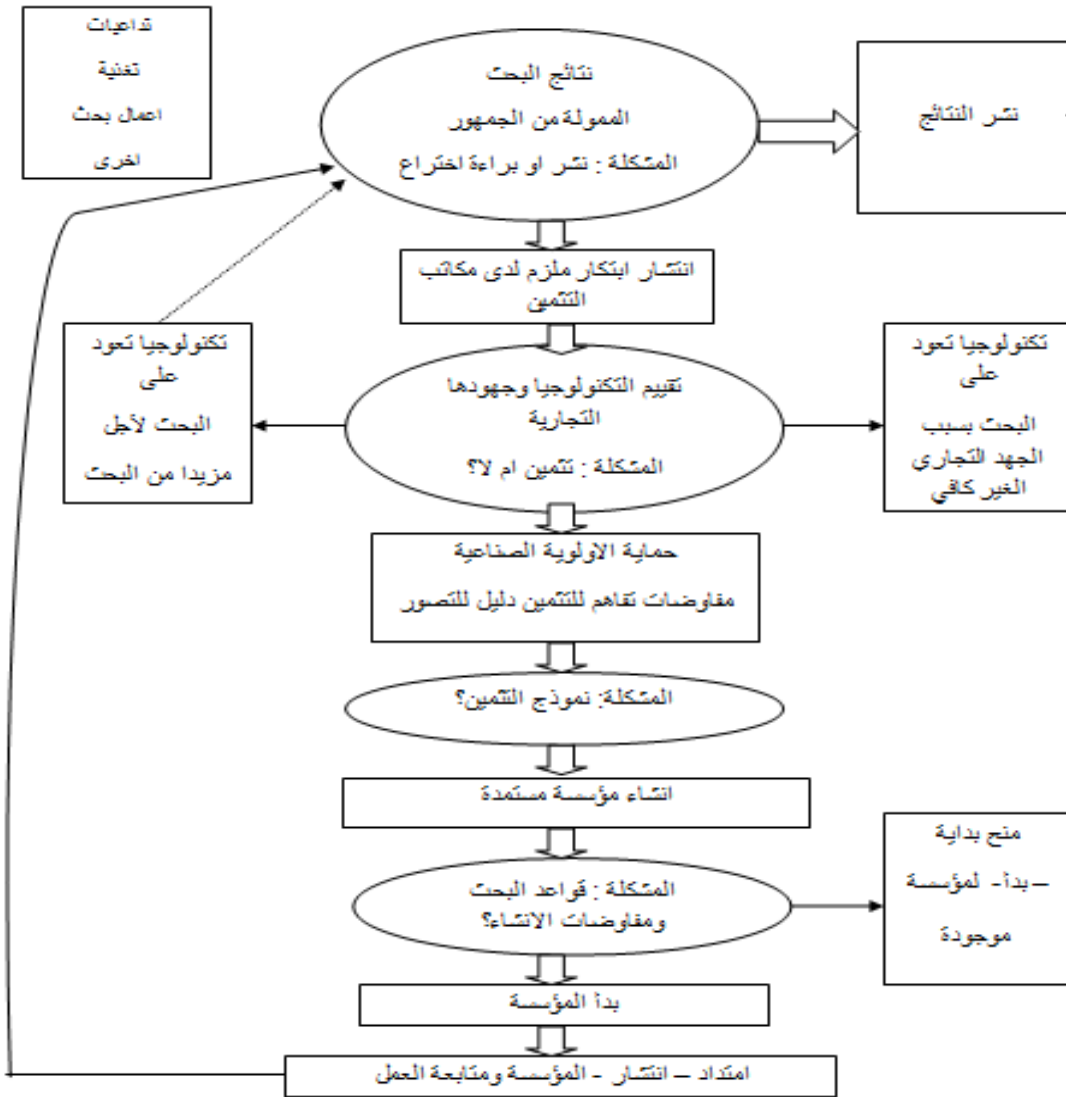 تداعيات
تغنية
اعمال بحث
اخرى
نتائج البحث
الممولة من الجمهور
المشكلة : نشر او براءة اختراع
نشر النتائج
انتشار ابتكار ملزم لدى مكاتب
التثمين
تكنولوجيا تعود
على
البحث لأجل
مزيدا من البحث
تقييم التكنولوجيا وجهودها
التجارية
المشكلة : تثمين ام لا؟
تكنولوجيا تعود
على
البحث بسبب
الجهد التجاري
الغير كافي
حماية الاولوية الصناعية
مفاوضات تفاهم للتثمين دليل للتصور
المشكلة: نموذج التثمين؟
انشاء مؤسسة مستمدة
المشكلة : قواعد البحث
ومفاوضات الانشاء؟
منح بداية
– بدأ- لمؤسسة
موجودة
بدأ المؤسسة
امتداد – انتشار - المؤسسة ومتابعة العمل